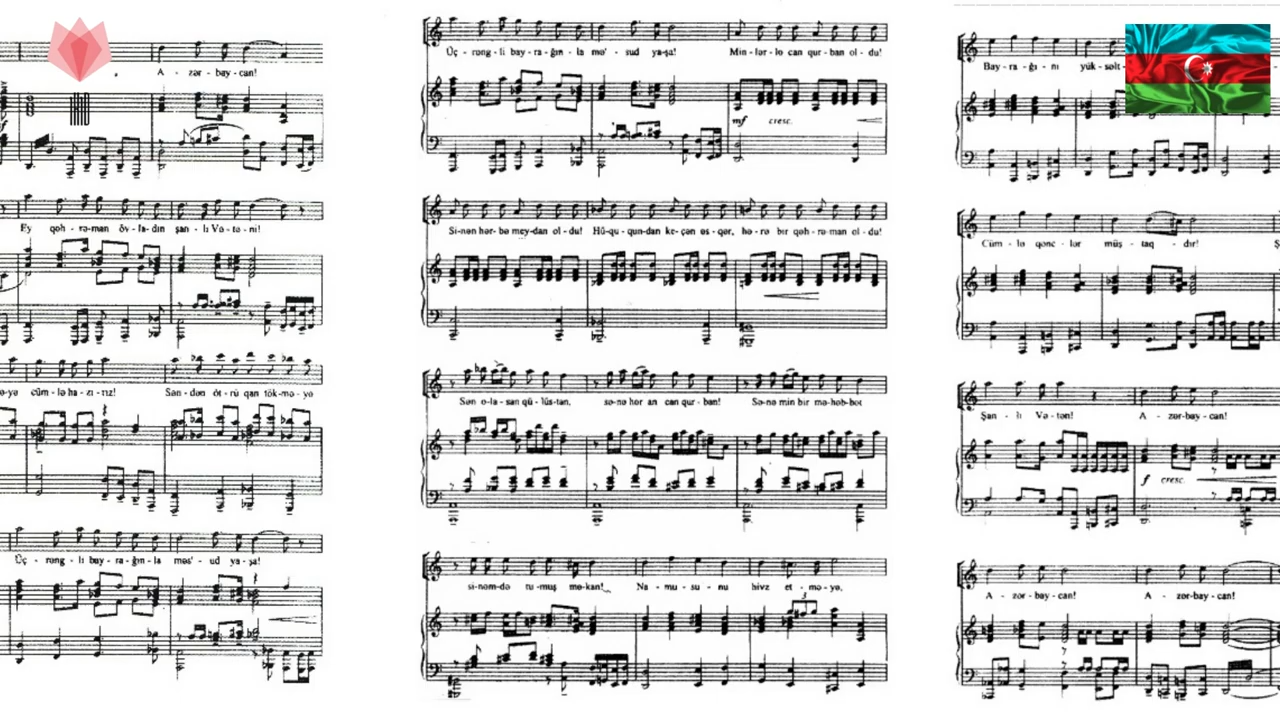 A - zər - bay - can!
Ey qəh - rə-man öv - la - dın şan - lı Və - tə - ni!
cüm - lə ha - zı - rız! Sən - dən öt - rü qan tök - mə - yə
Üç - rəng - li bay - ra - ğın - la məs' - ud ya - şa!
Üç - rəng - li bay - ra - ğın - la mə' - sud ya-şa! Min - lər - lə can qur - ban ol - du!
Si-nən hər - bə mey-dan ol - du! Hü-qu - qun-dan ke-çən əs - gər, hə - rə bir qəh - rə-man ol - du!
Sən o-la-san gü-lüs-tan, sə-nə hər an can qur - ban! Sə-nə min bir mə-həb-bət
si-nəm-də tu-muş mə-kan! Na - mu - su - nu hivz et - mə - yə,
mf cresc.
3
Bay - ra - ğı - nı yük - səlt -
Cüm - lə gənc - lər müş - taq - dır!
Şan - lı Və - tən! A - zər-bay - can!
f cresc.
A - zər - bay - can! A - zər-bay - can!